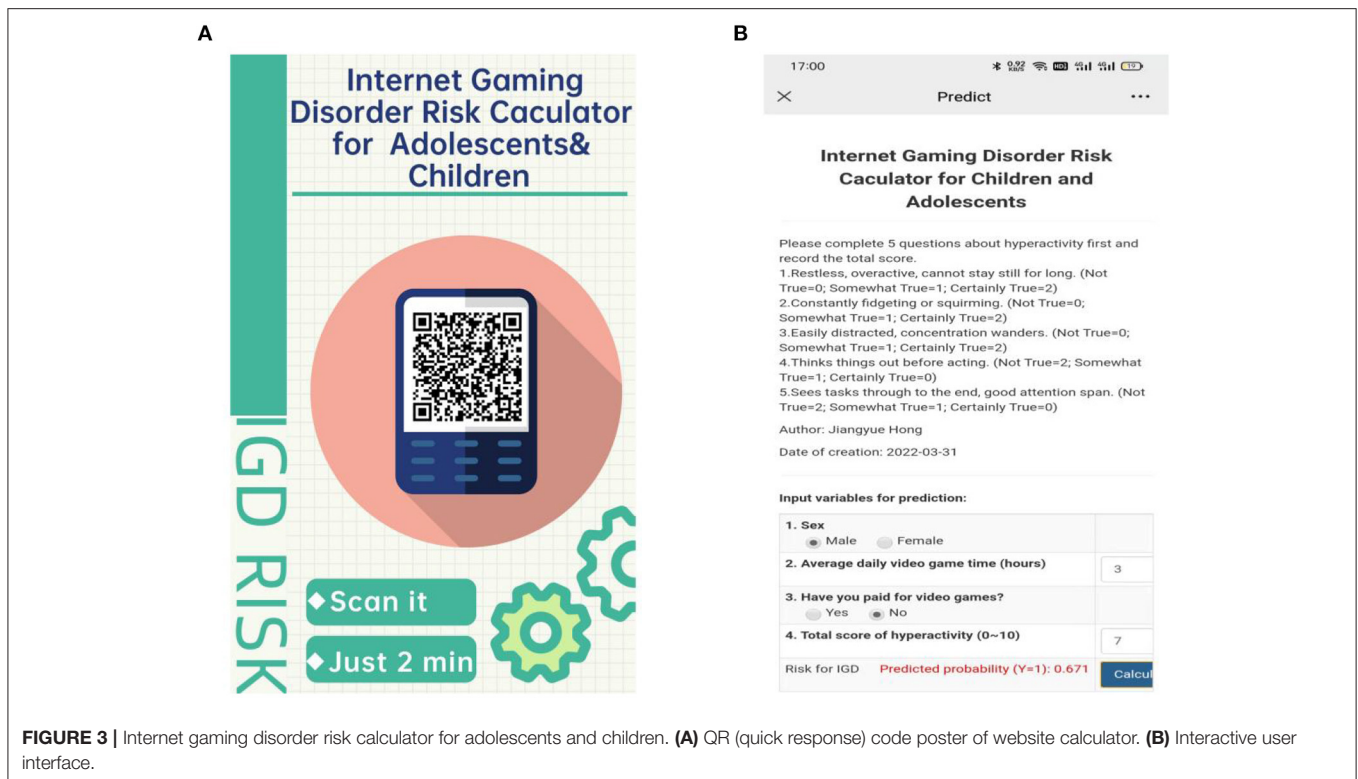 A
Internet Gaming
Disorder Risk Caculator
for Adolescents&
Children
IGD RISK
◆Scan it
◆Just 2 min
B
17:00
0.92 KB/S HD 4G 4G 19
× Predict ...
Internet Gaming Disorder Risk
Caculator for Children and
Adolescents
Please complete 5 questions about hyperactivity first and
record the total score.
1.Restless, overactive, cannot stay still for long. (Not
True=0; Somewhat True=1; Certainly True=2)
2.Constantly fidgeting or squirming. (Not True=0;
Somewhat True=1; Certainly True=2)
3.Easily distracted, concentration wanders. (Not True=0;
Somewhat True=1; Certainly True=2)
4.Thinks things out before acting. (Not True=2; Somewhat
True=1; Certainly True=0)
5.Sees tasks through to the end, good attention span. (Not
True=2; Somewhat True=1; Certainly True=0)
Author: Jiangyue Hong
Date of creation: 2022-03-31
Input variables for prediction:
1. Sex
Male Female
2. Average daily video game time (hours) 3
3. Have you paid for video games?
Yes No
4. Total score of hyperactivity (0~10) 7
Risk for IGD Predicted probability (Y=1): 0.671 Calcul
FIGURE 3 | Internet gaming disorder risk calculator for adolescents and children. (A) QR (quick response) code poster of website calculator. (B) Interactive user
interface.